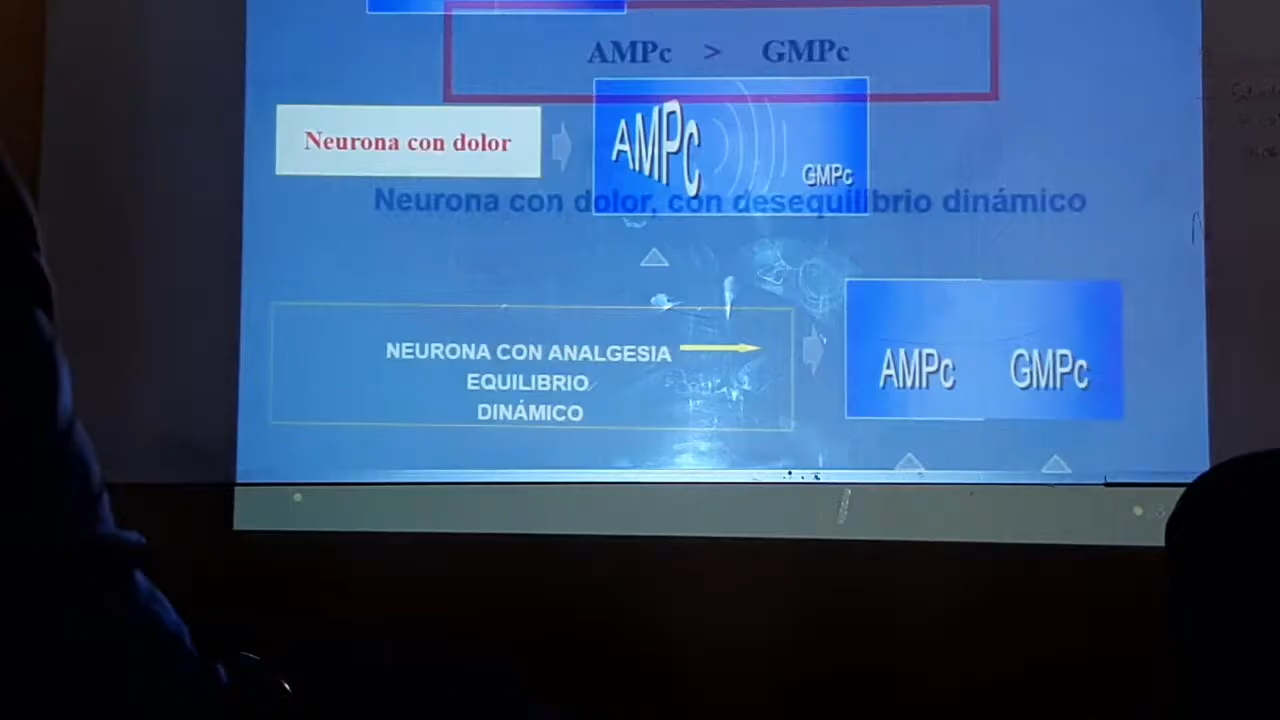 AMPc > GMPc
Neurona con dolor
AMPc
GMPc
Neurona con dolor, con desequilibrio dinámico
NEURONA CON ANALGESIA
EQUILIBRIO
DINÁMICO
AMPc GMPc